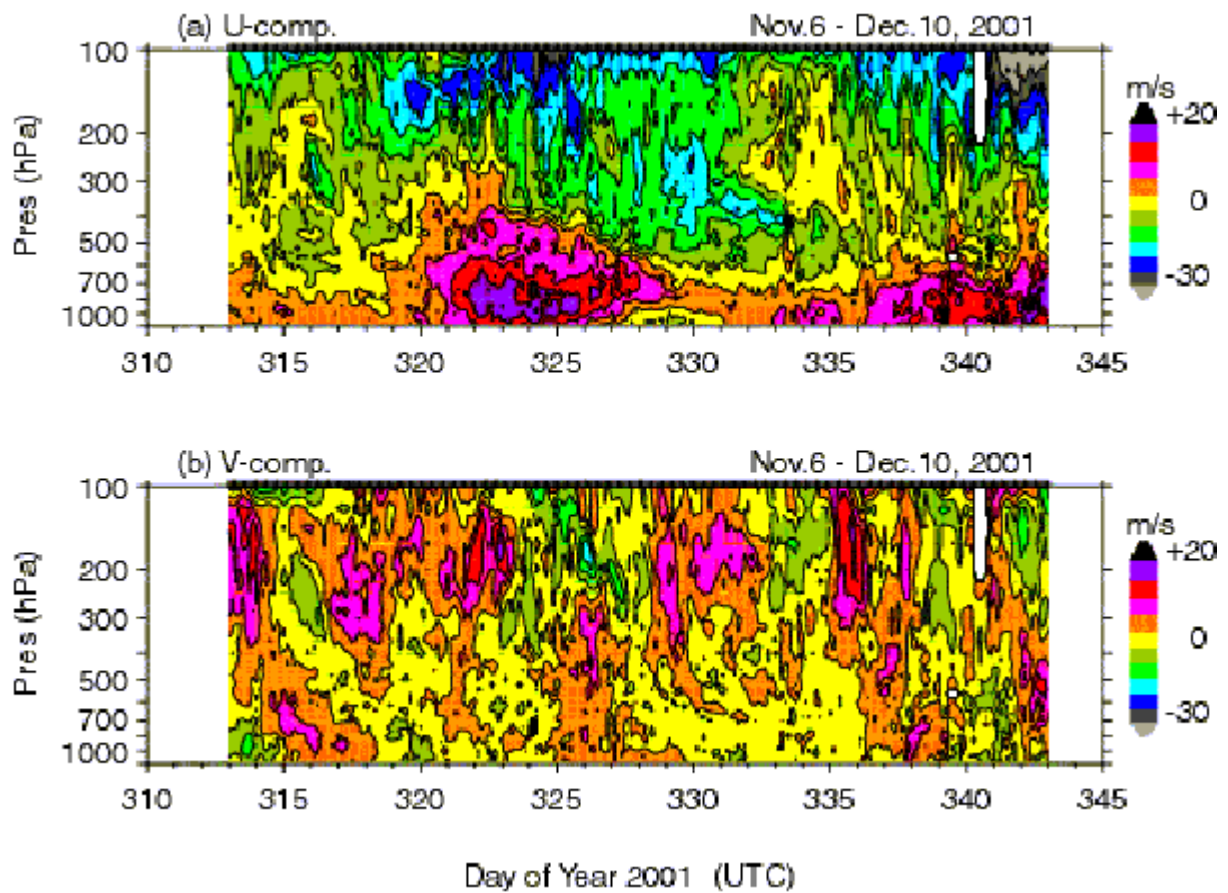 (a) U-comp. Nov.6 - Dec.10, 2001
100
200
300
500
700
1000
Pres (hPa)
310 315 320 325 330 335 340 345
m/s
+20
0
-30
(b) V-comp. Nov.6 - Dec.10, 2001
100
200
300
500
700
1000
Pres (hPa)
310 315 320 325 330 335 340 345
m/s
+20
0
-30
Day of Year 2001 (UTC)